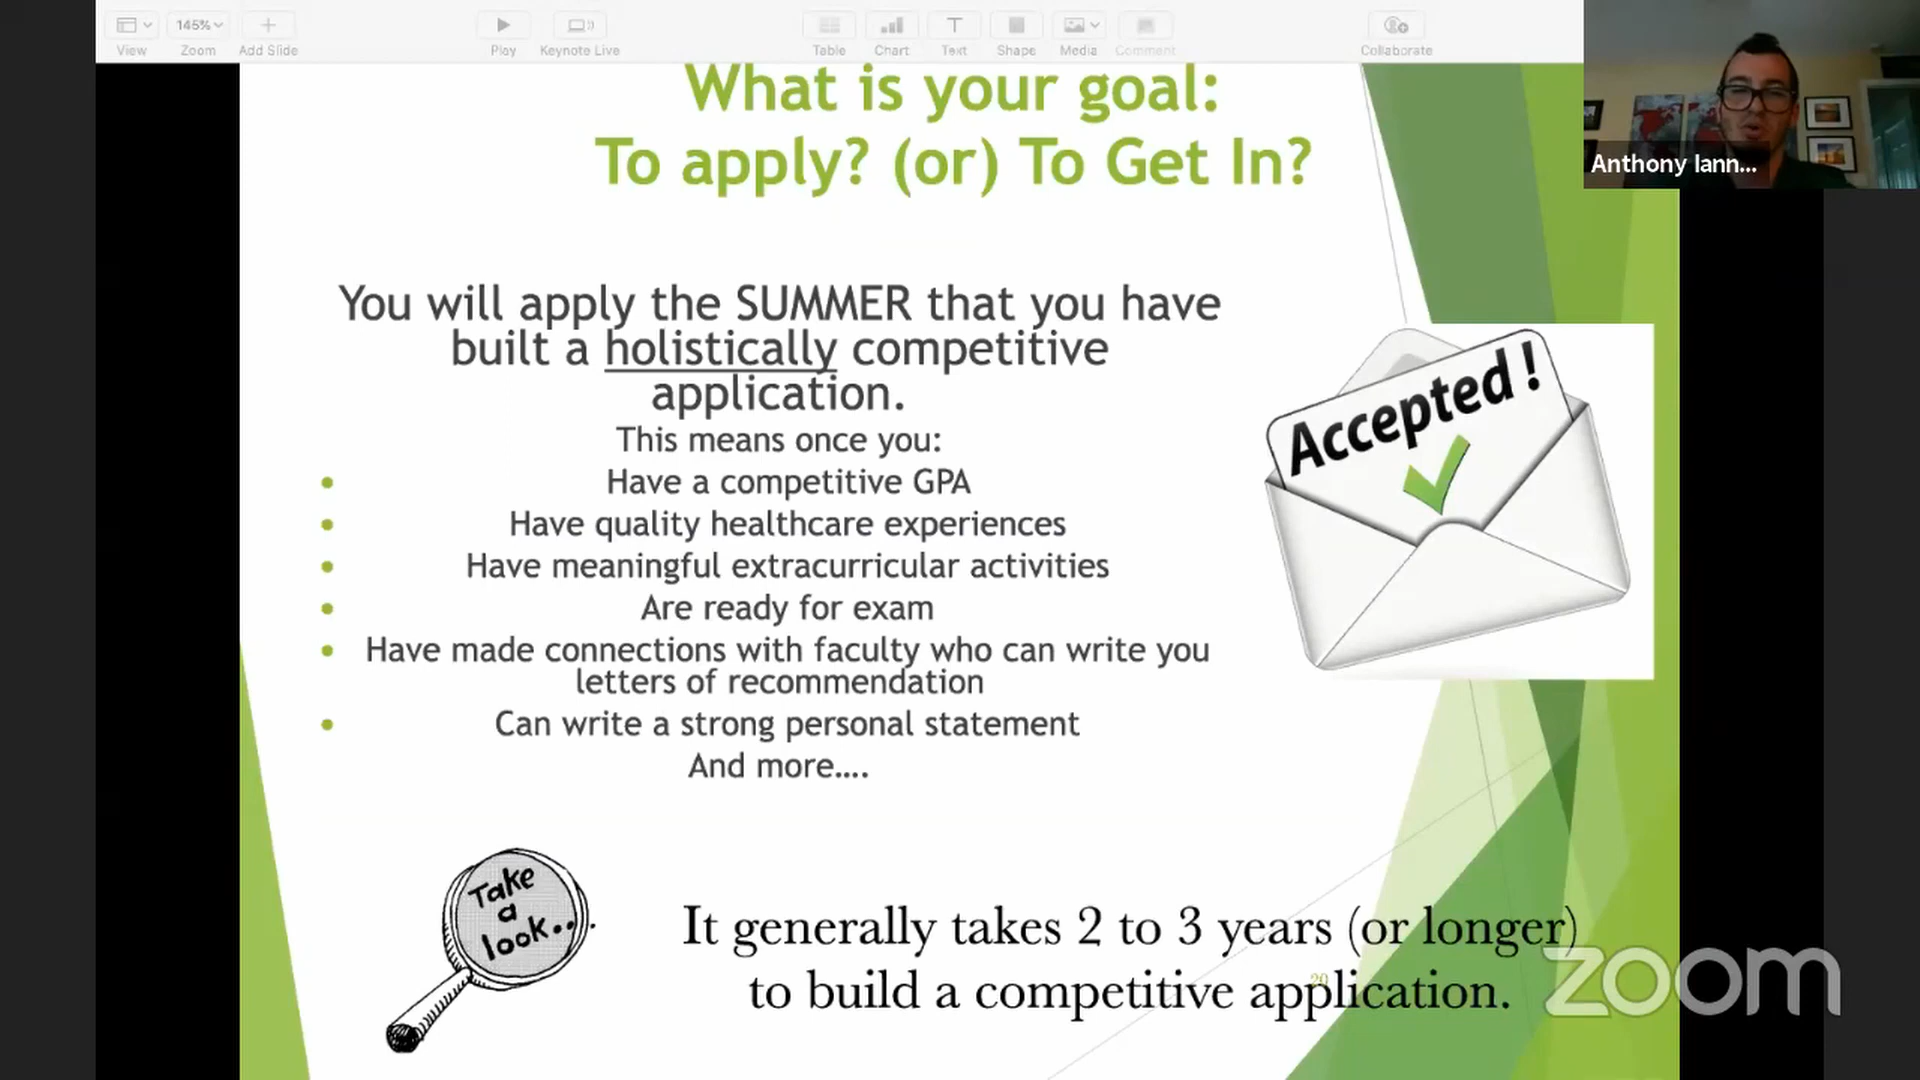 145%
View
Zoom
Add Slide
Play
Keynote Live
Table
Chart
Text
Shape
Media
Comment
Collaborate
Anthony Iann...
What is your goal:
To apply? (or) To Get In?
You will apply the SUMMER that you have
built a holistically competitive
application.
This means once you:
• Have a competitive GPA
• Have quality healthcare experiences
• Have meaningful extracurricular activities
• Are ready for exam
• Have made connections with faculty who can write you
letters of recommendation
• Can write a strong personal statement
And more....
Accepted!
Take
a
look...
It generally takes 2 to 3 years (or longer)
to build a competitive application.
20
zoom